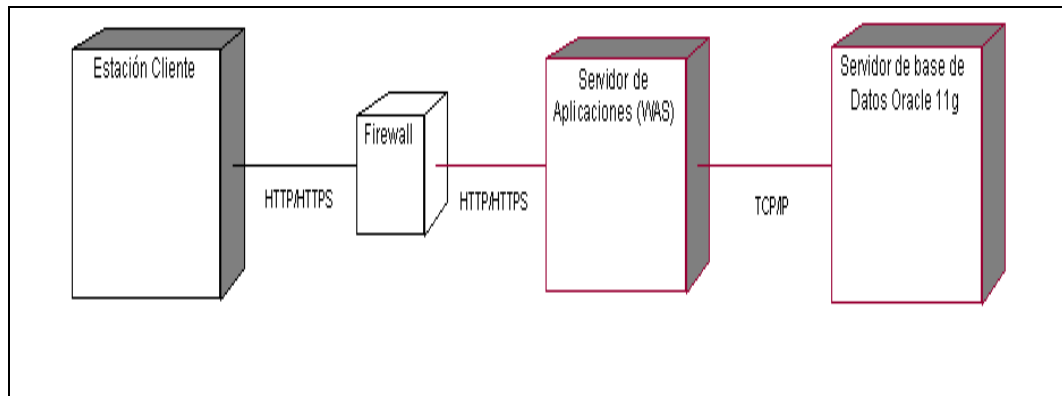 Estación Cliente
Firewall
Servidor de
Aplicaciones (WAS)
Servidor de base de
Datos Oracle 11g
HTTP/HTTPS
HTTP/HTTPS
TCP/IP